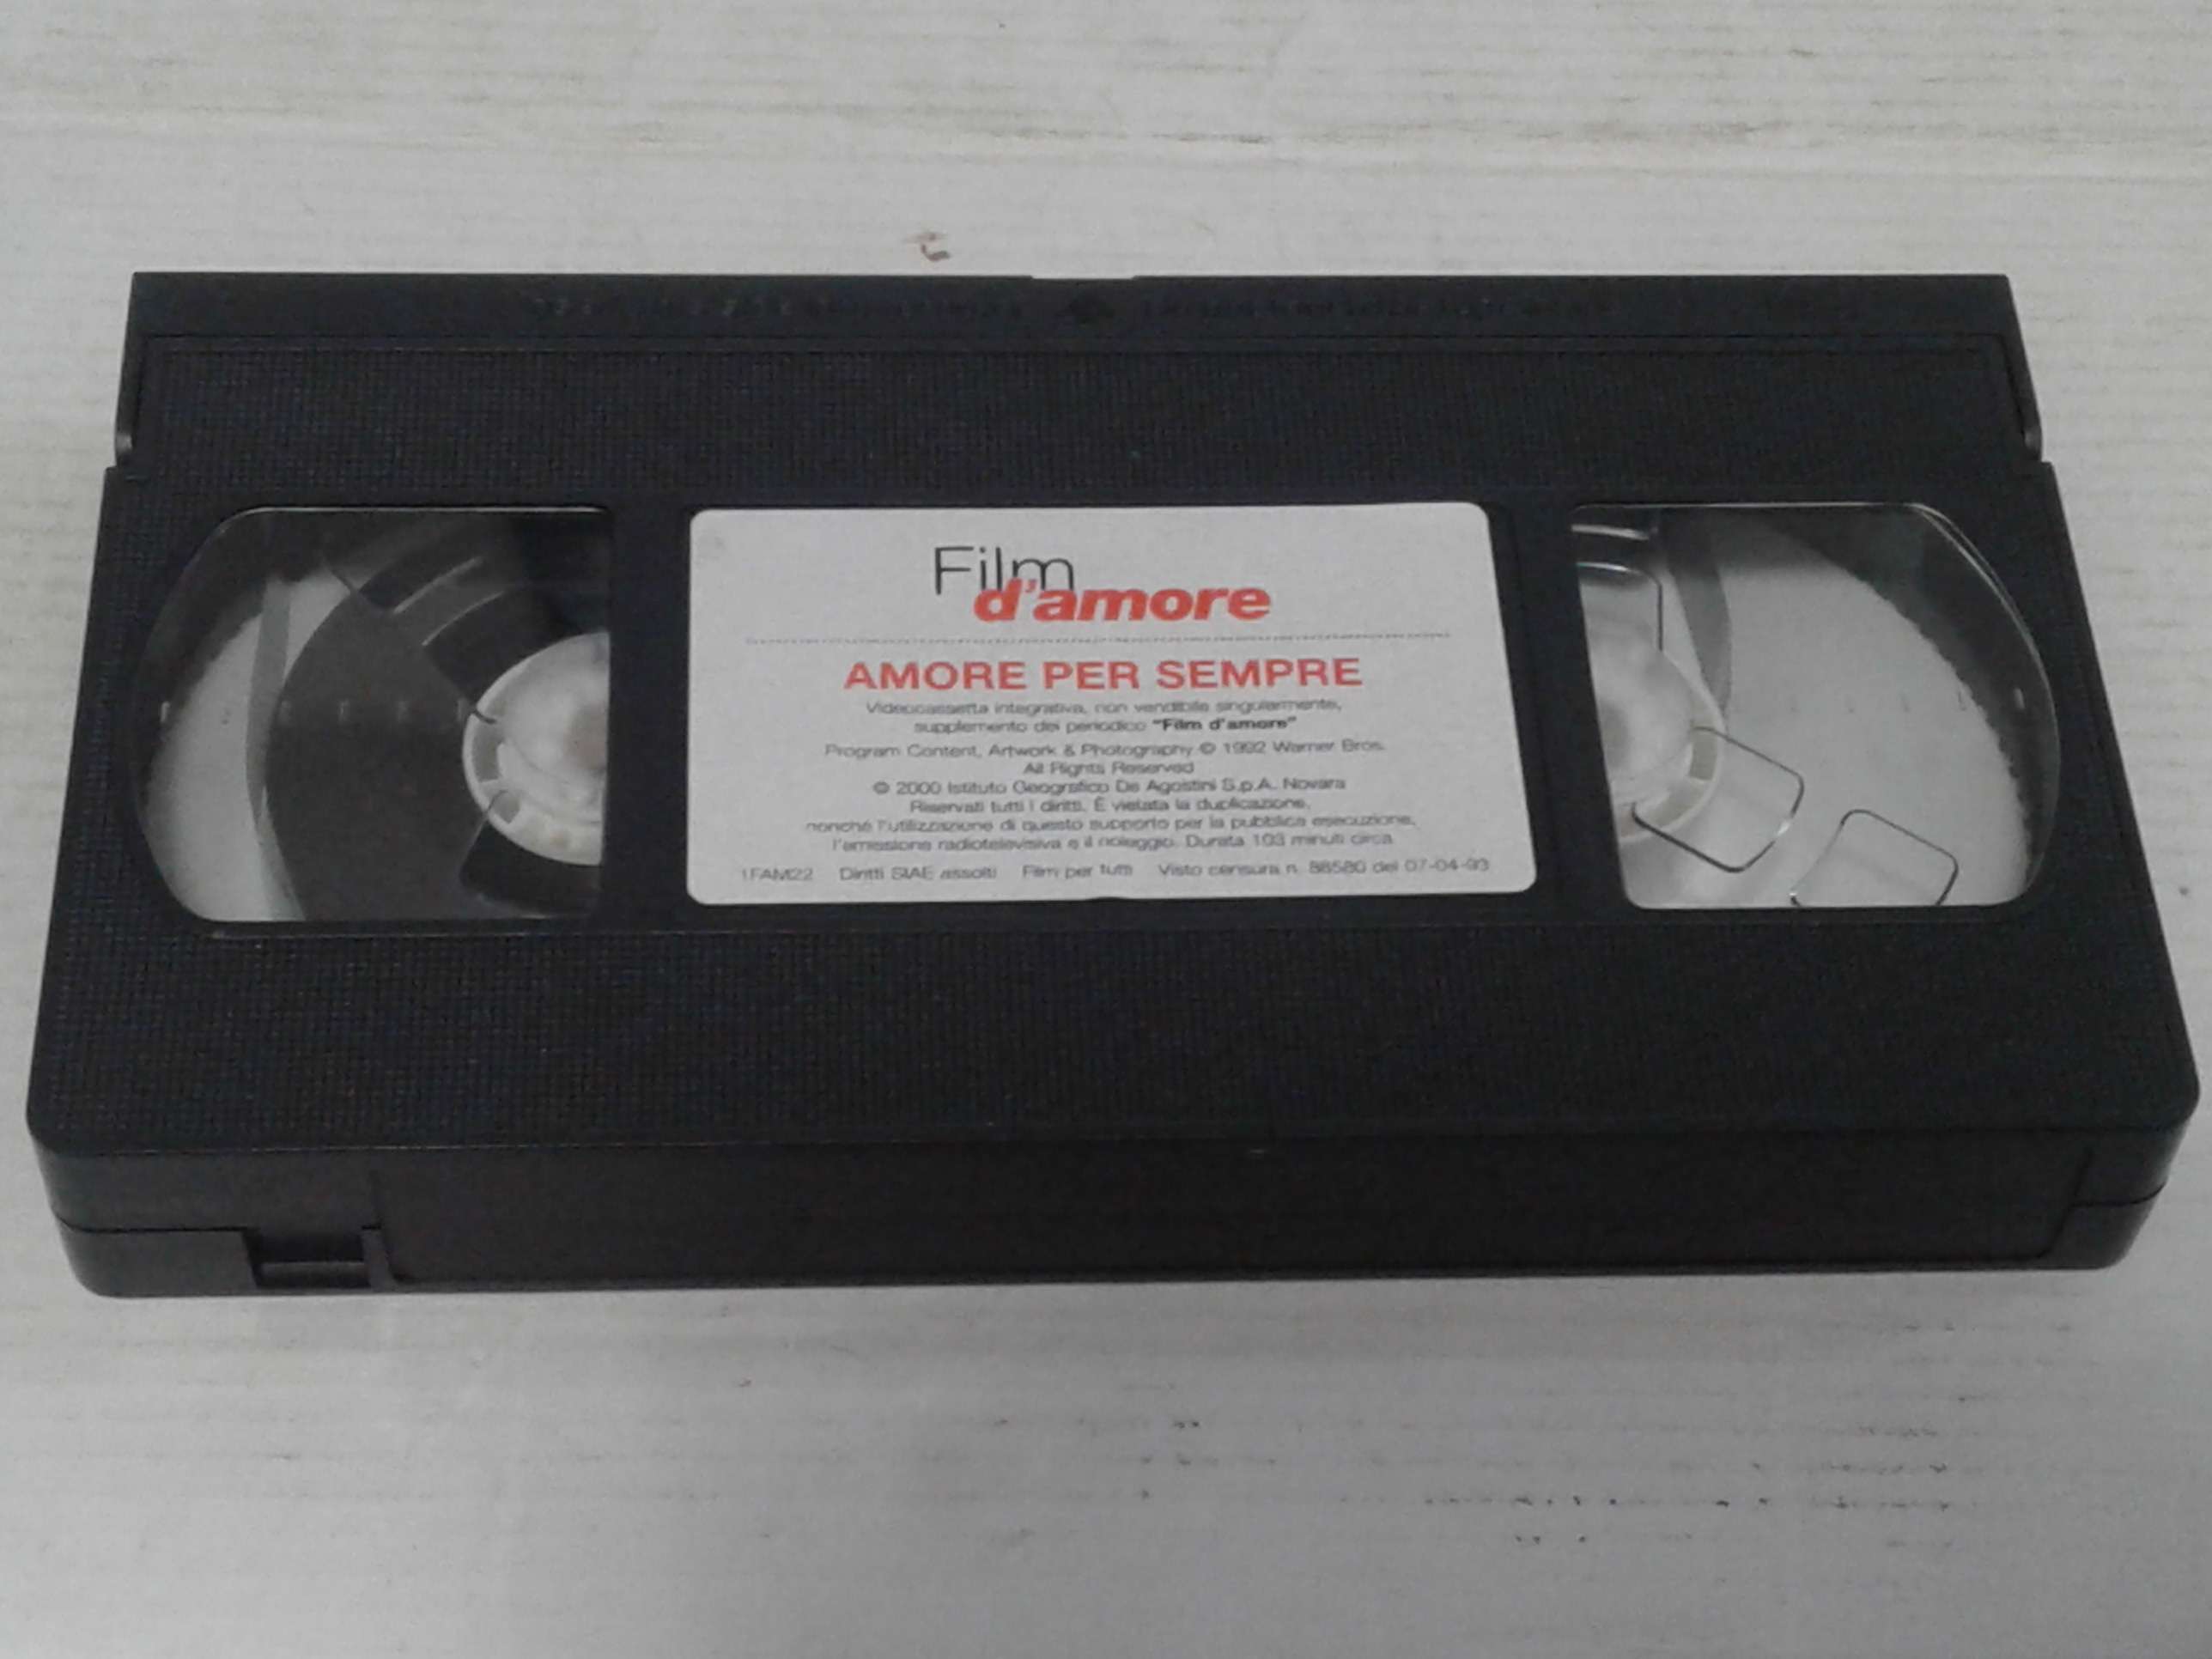 Film
d'amore
AMORE PER SEMPRE
Videocassetta integrativa, non vendibile singolarmente,
supplemento del periodico "Film d'amore"
Program Content, Artwork & Photography © 1992 Warner Bros.
All Rights Reserved
© 2000 Istituto Geografico De Agostini S.p.A. Novara
Riservati tutti i diritti. È vietata la duplicazione,
nonché l'utilizzazione di questo supporto per la pubblica esecuzione,
l'emissione radiotelevisiva e il noleggio. Durata 103 minuti circa
1FAM22 Diritti SIAE assolti Film per tutti Visto censura n. 88580 del 07-04-93